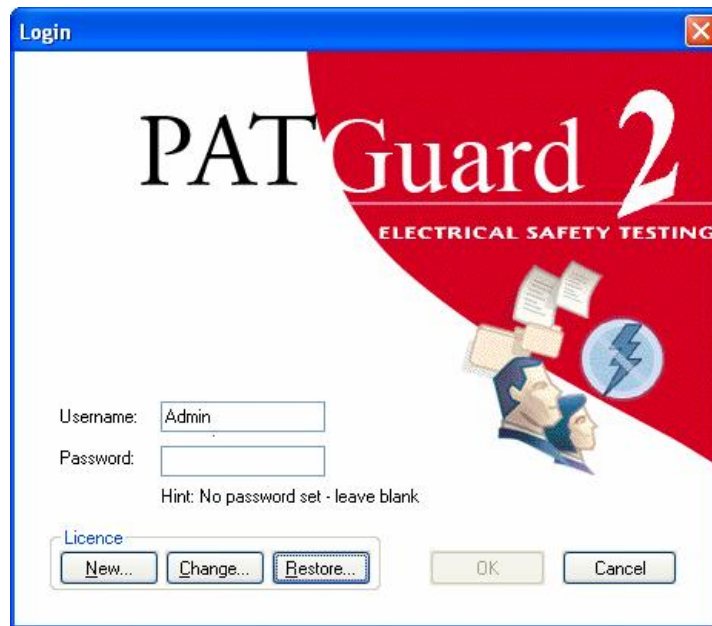 Login
PATGuard 2
ELECTRICAL SAFETY TESTING
Username: Admin
Password:
Hint: No password set - leave blank
Licence
New... Change... Restore... OK Cancel